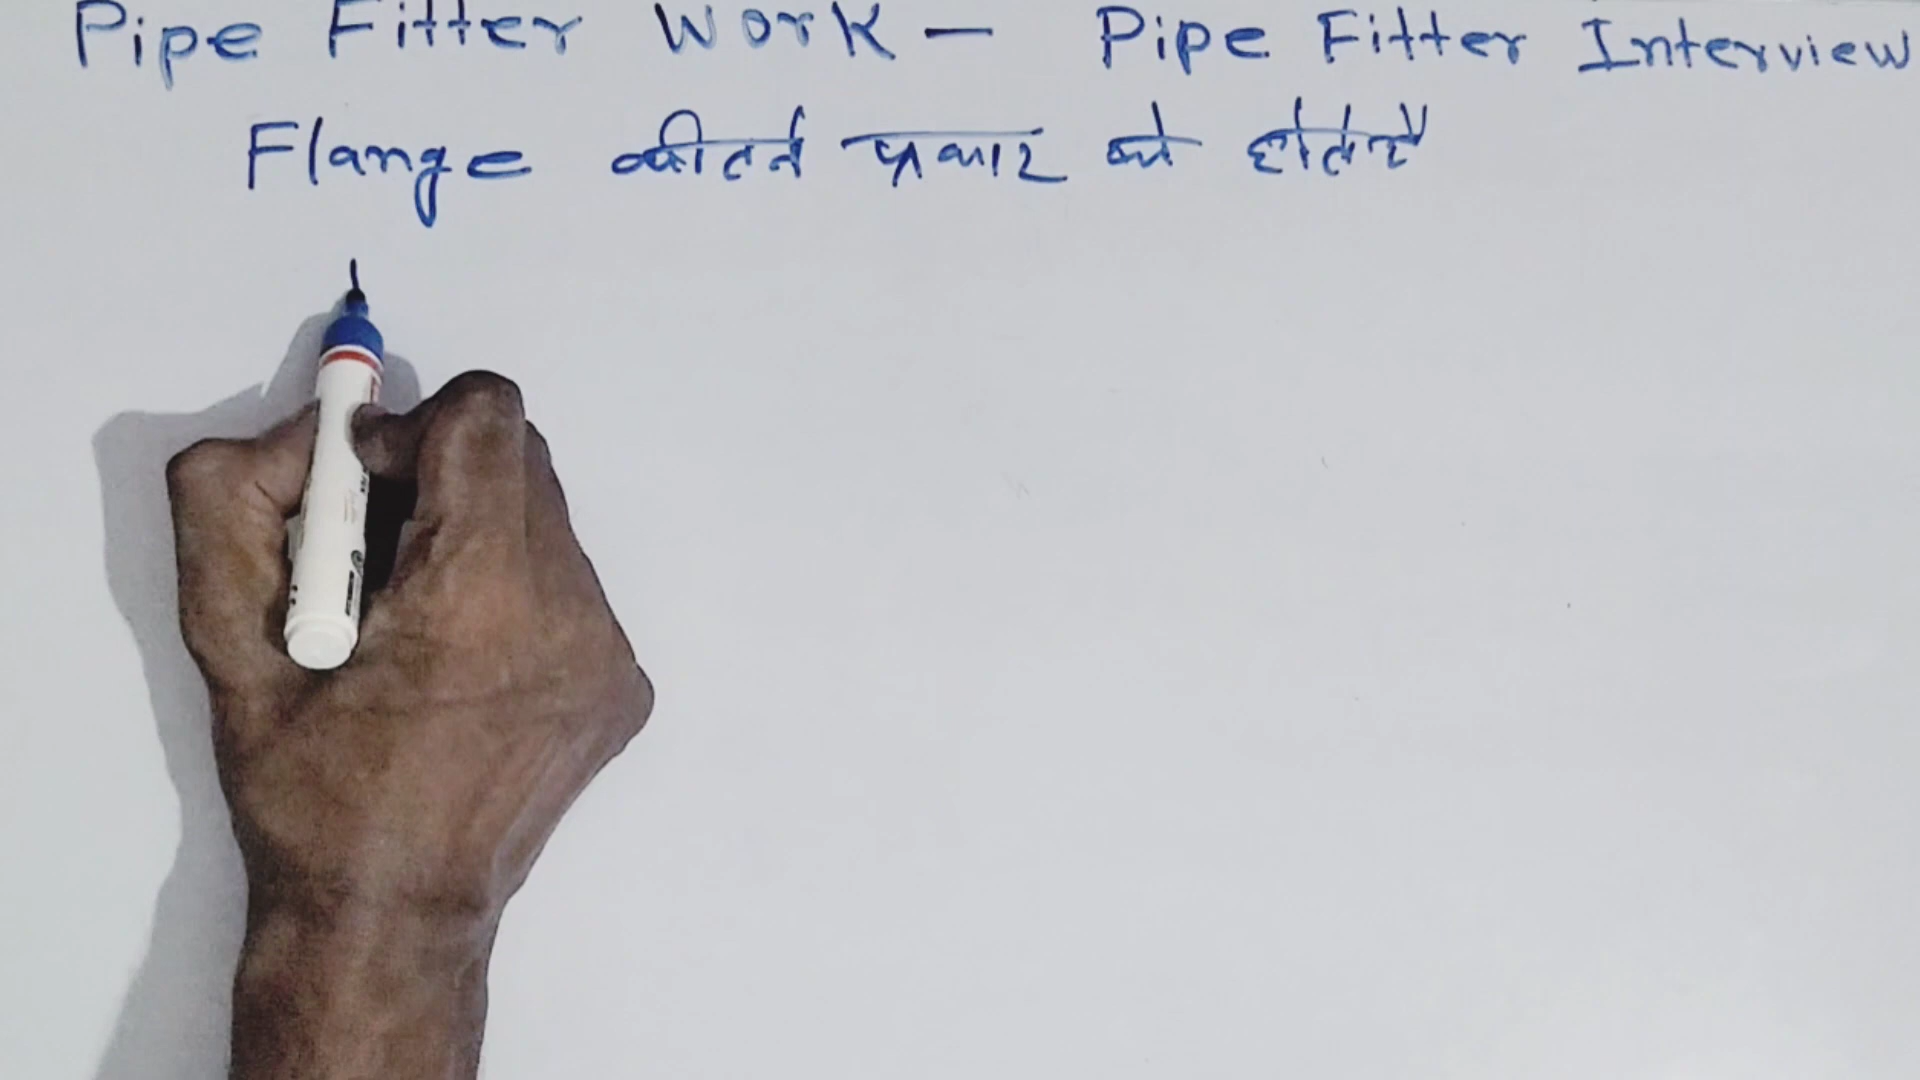 Pipe Fitter Work - Pipe Fitter Interview
Flange कीतने प्रकार के होते है